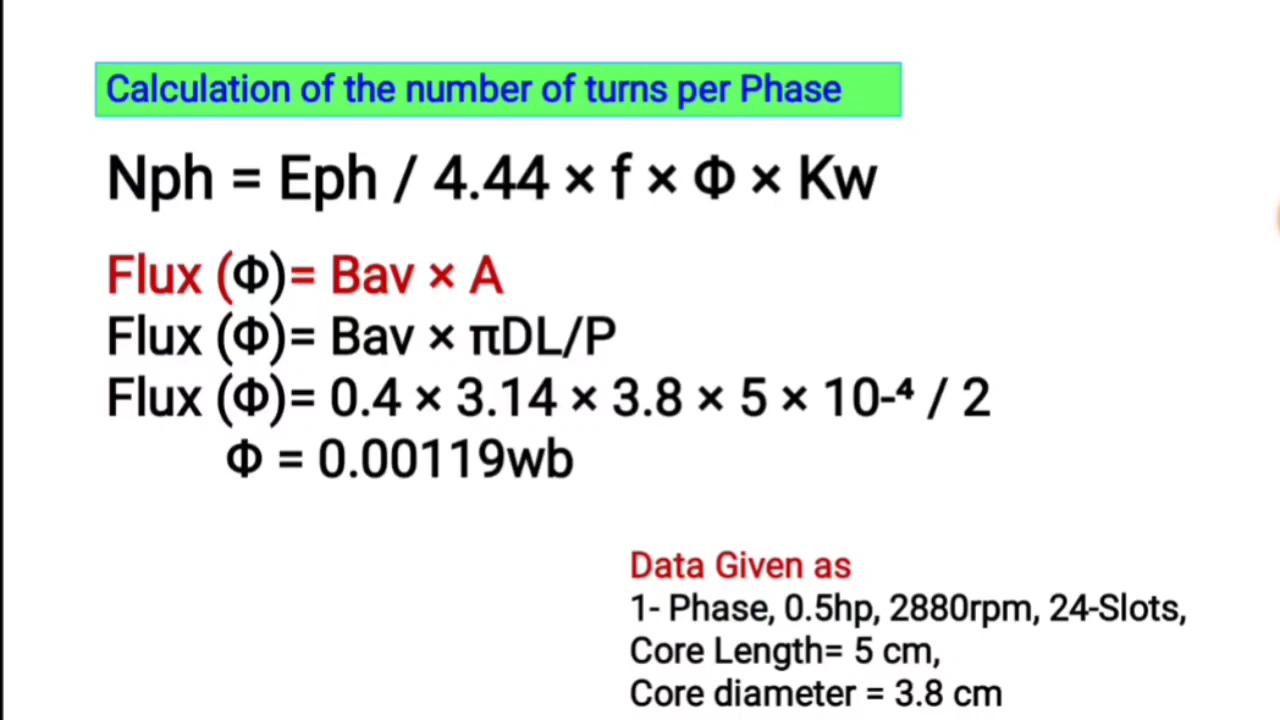 Calculation of the number of turns per Phase
Nph = Eph / 4.44 × f × Φ × Kw
Flux (Φ)= Bav × A
Flux (Φ)= Bav × πDL/P
Flux (Φ)= 0.4 × 3.14 × 3.8 × 5 × 10-⁴ / 2
Φ = 0.00119wb
Data Given as
1- Phase, 0.5hp, 2880rpm, 24-Slots,
Core Length= 5 cm,
Core diameter = 3.8 cm